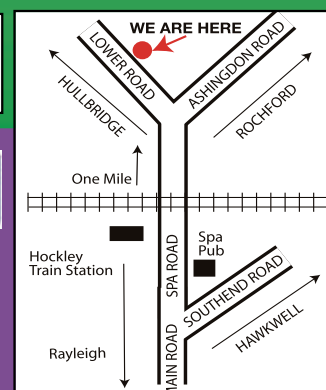 WE ARE HERE
LOWER ROAD
ASHINGDON ROAD
HULLBRIDGE
ROCHFORD
One Mile
Spa
Pub
Hockley
Train Station
SPA ROAD
SOUTHEND ROAD
HAWKWELL
Rayleigh
MAIN ROAD